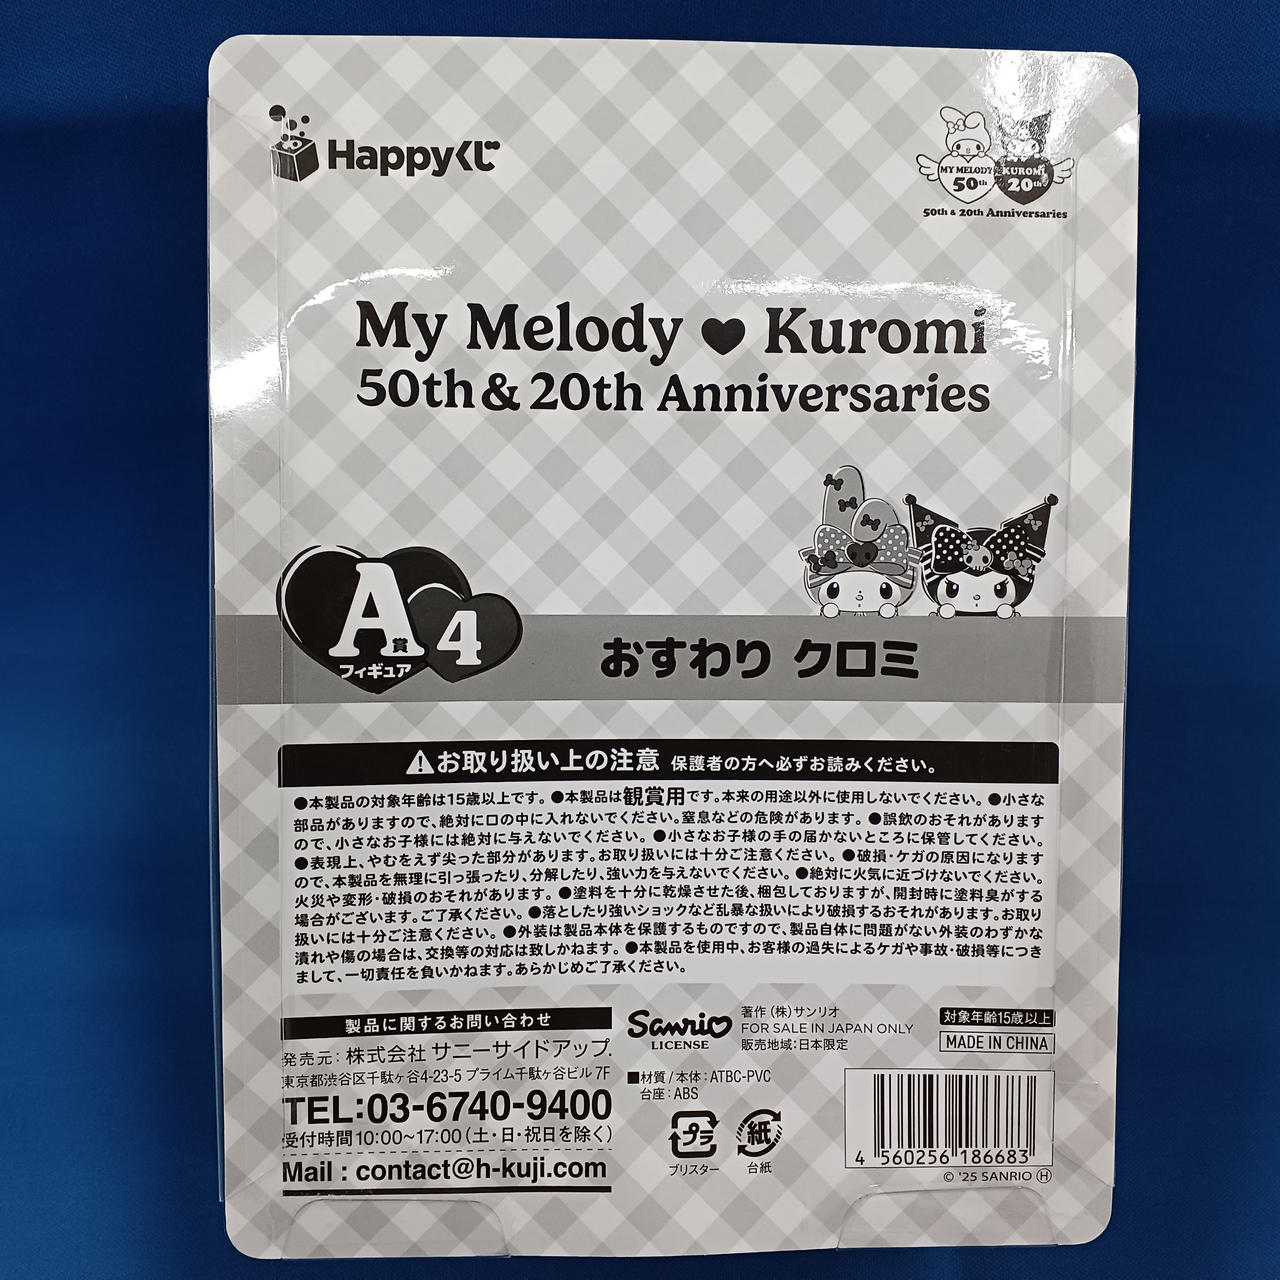 Happyくじ
MY MELODY 50th KUROMI 20th
50th & 20th Anniversaries
My Melody ♥ Kuromi
50th & 20th Anniversaries
A賞 フィギュア 4
おすわり クロミ
⚠お取り扱い上の注意 保護者の方へ必ずお読みください。
●本製品の対象年齢は15歳以上です。●本製品は観賞用です。本来の用途以外に使用しないでください。●小さな
部品がありますので、絶対に口の中に入れないでください。窒息などの危険があります。●誤飲のおそれがあります
ので、小さなお子様には絶対に与えないでください。●小さなお子様の手の届かないところに保管してください。
●表現上、やむをえず尖った部分があります。お取り扱いには十分ご注意ください。●破損・ケガの原因になります
ので、本製品を無理に引っ張ったり、分解したり、強い力を与えないでください。●絶対に火気に近づけないでください。
火災や変形・破損のおそれがあります。●塗料を十分に乾燥させた後、梱包しておりますが、開封時に塗料臭がする
場合がございます。ご了承ください。●落としたり強いショックなど乱暴な扱いにより破損するおそれがあります。お取り
扱いには十分ご注意ください。●外装は製品本体を保護するものですので、製品自体に問題がない外装のわずかな
潰れや傷の場合は、交換等の対応は致しかねます。●本製品を使用中、お客様の過失によるケガや事故・破損等につき
まして、一切責任を負いかねます。あらかじめご了承ください。
製品に関するお問い合わせ
発売元：株式会社 サニーサイドアップ.
東京都渋谷区千駄ヶ谷4-23-5 プライム千駄ヶ谷ビル 7F
TEL:03-6740-9400
受付時間 10:00~17:00（土・日・祝日を除く）
Mail : contact@h-kuji.com
Sanrio
LICENSE
著作（株）サンリオ
FOR SALE IN JAPAN ONLY
販売地域：日本限定
対象年齢15歳以上
MADE IN CHINA
■材質 / 本体：ATBC-PVC
台座：ABS
プラ
ブリスター
紙
台紙
4 560256 186683
© '25 SANRIO Ⓗ